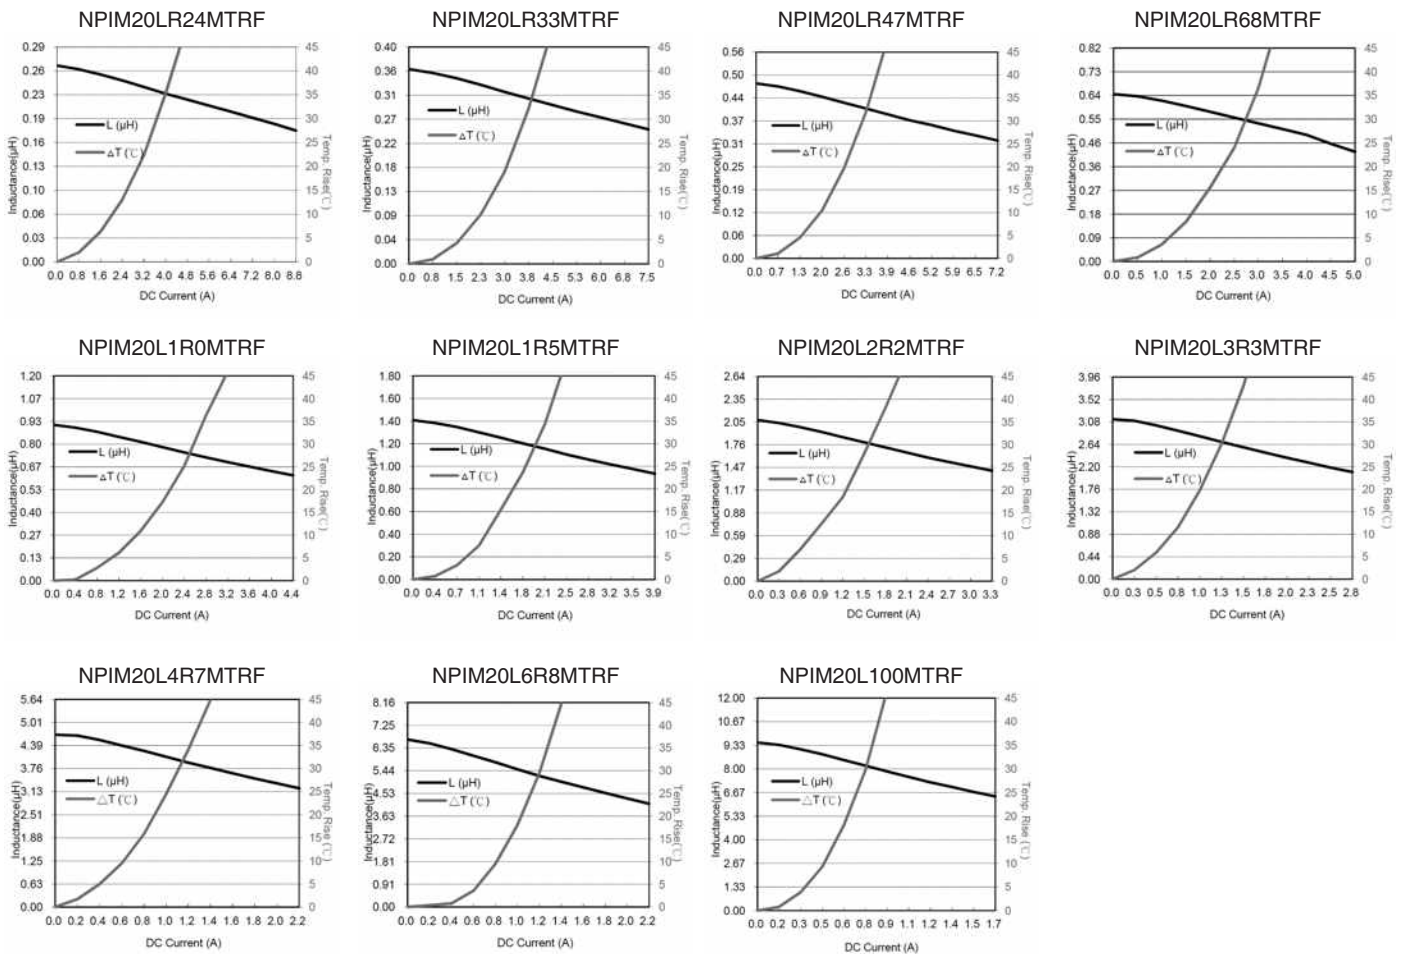 NPIM20LR24MTRF
0.29
0.26
0.23
0.19
0.16
0.13
0.10
0.06
0.03
0.00
45
40
35
30
25
20
15
10
5
0
Inductance(μH)
Temp. Rise(℃)
L (μH)
△T (℃)
0.0 0.8 1.6 2.4 3.2 4.0 4.8 5.6 6.4 7.2 8.0 8.8
DC Current (A)
NPIM20LR33MTRF
0.40
0.36
0.31
0.27
0.22
0.18
0.13
0.09
0.04
0.00
45
40
35
30
25
20
15
10
5
0
Inductance(μH)
Temp. Rise(℃)
L (μH)
△T (℃)
0.0 0.8 1.5 2.3 3.0 3.8 4.5 5.3 6.0 6.8 7.5
DC Current (A)
NPIM20LR47MTRF
0.56
0.50
0.44
0.37
0.31
0.25
0.19
0.12
0.06
0.00
45
40
35
30
25
20
15
10
5
0
Inductance(μH)
Temp. Rise(℃)
L (μH)
△T (℃)
0.0 0.7 1.3 2.0 2.6 3.3 3.9 4.6 5.2 5.9 6.5 7.2
DC Current (A)
NPIM20LR68MTRF
0.82
0.73
0.64
0.55
0.46
0.36
0.27
0.18
0.09
0.00
45
40
35
30
25
20
15
10
5
0
Inductance(μH)
Temp. Rise(℃)
L (μH)
△T (℃)
0.0 0.5 1.0 1.5 2.0 2.5 3.0 3.5 4.0 4.5 5.0
DC Current (A)
NPIM20L1R0MTRF
1.20
1.07
0.93
0.80
0.67
0.53
0.40
0.27
0.13
0.00
45
40
35
30
25
20
15
10
5
0
Inductance(μH)
Temp. Rise(℃)
L (μH)
△T (℃)
0.0 0.4 0.8 1.2 1.6 2.0 2.4 2.8 3.2 3.6 4.0 4.4
DC Current (A)
NPIM20L1R5MTRF
1.80
1.60
1.40
1.20
1.00
0.80
0.60
0.40
0.20
0.00
45
40
35
30
25
20
15
10
5
0
Inductance(μH)
Temp. Rise(℃)
L (μH)
△T (℃)
0.0 0.4 0.7 1.1 1.4 1.8 2.1 2.5 2.8 3.2 3.5 3.9
DC Current (A)
NPIM20L2R2MTRF
2.64
2.35
2.05
1.76
1.47
1.17
0.88
0.59
0.29
0.00
45
40
35
30
25
20
15
10
5
0
Inductance(μH)
Temp. Rise(℃)
L (μH)
△T (℃)
0.0 0.3 0.6 0.9 1.2 1.5 1.8 2.1 2.4 2.7 3.0 3.3
DC Current (A)
NPIM20L3R3MTRF
3.96
3.52
3.08
2.64
2.20
1.78
1.32
0.88
0.44
0.00
45
40
35
30
25
20
15
10
5
0
Inductance(μH)
Temp. Rise(℃)
L (μH)
△T (℃)
0.0 0.3 0.5 0.8 1.0 1.3 1.5 1.8 2.0 2.3 2.5 2.8
DC Current (A)
NPIM20L4R7MTRF
5.64
5.01
4.39
3.76
3.13
2.51
1.88
1.25
0.63
0.00
45
40
35
30
25
20
15
10
5
0
Inductance(μH)
Temp. Rise (℃)
L (μH)
△T (℃)
0.0 0.2 0.4 0.6 0.8 1.0 1.2 1.4 1.6 1.8 2.0 2.2
DC Current (A)
NPIM20L6R8MTRF
8.16
7.25
6.35
5.44
4.53
3.63
2.72
1.81
0.91
0.00
45
40
35
30
25
20
15
10
5
0
Inductance(μH)
Temp. Rise(℃)
L (μH)
△T (℃)
0.0 0.2 0.4 0.6 0.8 1.0 1.2 1.4 1.6 1.8 2.0 2.2
DC Current (A)
NPIM20L100MTRF
12.00
10.67
9.33
8.00
6.67
5.33
4.00
2.67
1.33
0.00
45
40
35
30
25
20
15
10
5
0
Inductance(μH)
Temp. Rise (℃)
L (μH)
△T (℃)
0.0 0.2 0.3 0.5 0.6 0.8 0.9 1.1 1.2 1.4 1.5 1.7
DC Current (A)